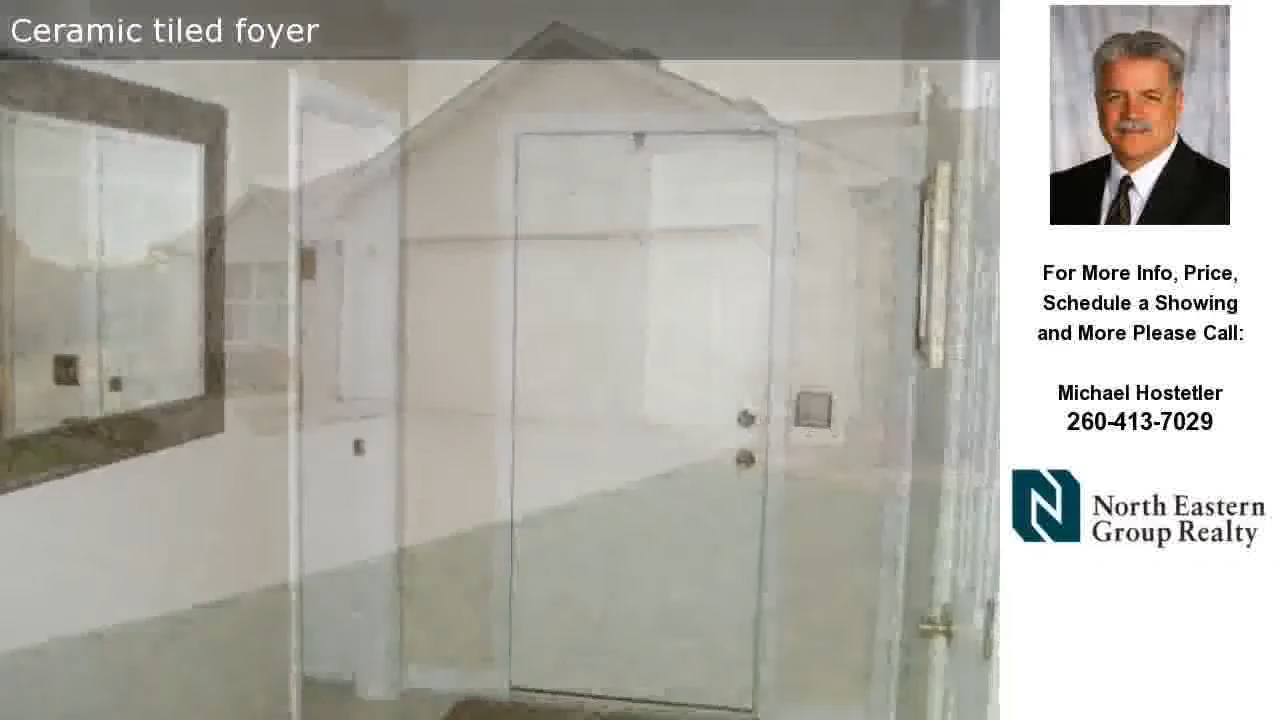 Ceramic tiled foyer
For More Info, Price,
Schedule a Showing
and More Please Call:
Michael Hostetler
260-413-7029
North Eastern
Group Realty